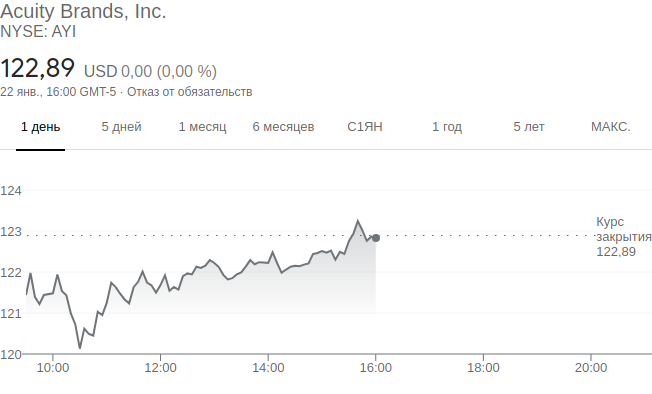 Acuity Brands, Inc.
NYSE: AYI
122,89 USD 0,00 (0,00 %)
22 янв., 16:00 GMT-5 · Отказ от обязательств
1 день 5 дней 1 месяц 6 месяцев С1ЯН 1 год 5 лет МАКС.
124
123
122
121
120
Курс
закрытия
122,89
10:00 12:00 14:00 16:00 18:00 20:00